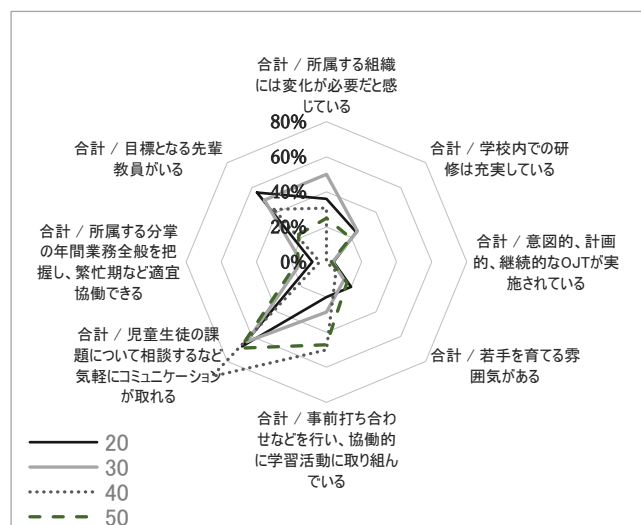 合計 / 所属する組織
には変化が必要だと感
じている
80%
60%
40%
20%
0%
合計 / 学校内での研
修は充実している
合計 / 意図的、計画
的、継続的なOJTが実
施されている
合計 / 若手を育てる雰
囲気がある
合計 / 事前打ち合わ
せなどを行い、協働的
に学習活動に取り組ん
でいる
合計 / 児童生徒の課
題について相談するなど
気軽にコミュニケーション
が取れる
合計 / 所属する分掌
の年間業務全般を把
握し、繁忙期など適宜
協働できる
合計 / 目標となる先輩
教員がいる
20
30
40
50